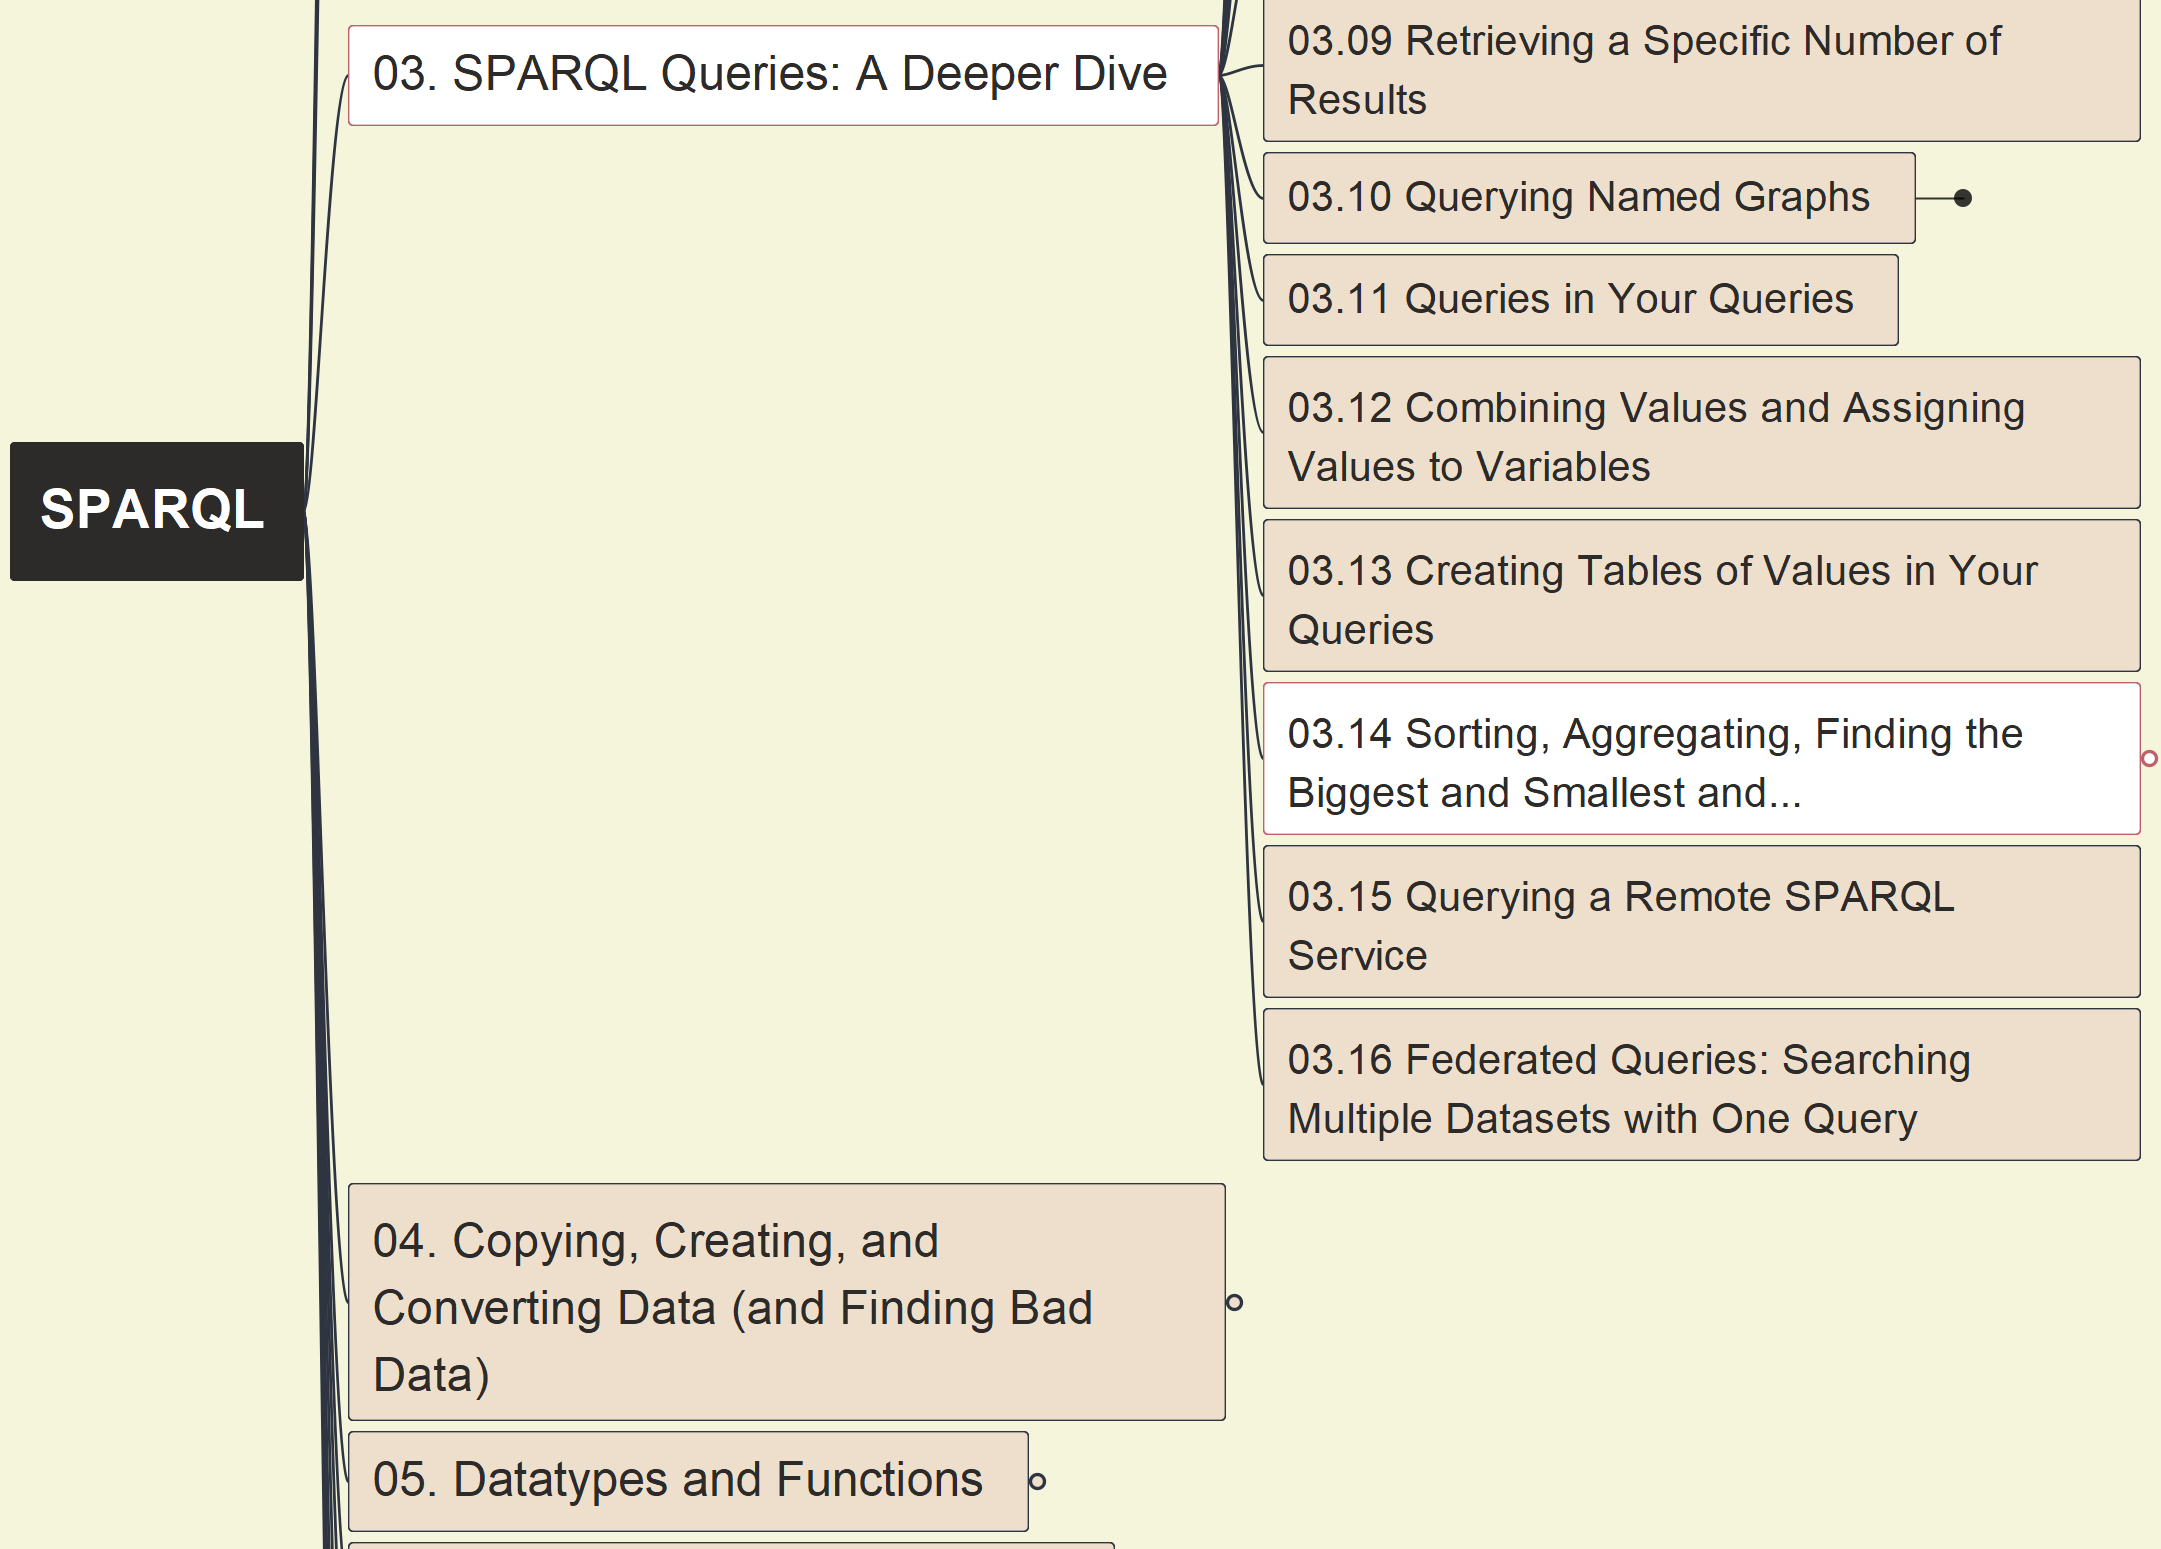 03. SPARQL Queries: A Deeper Dive
03.09 Retrieving a Specific Number of
Results
03.10 Querying Named Graphs
03.11 Queries in Your Queries
03.12 Combining Values and Assigning
Values to Variables
03.13 Creating Tables of Values in Your
Queries
03.14 Sorting, Aggregating, Finding the
Biggest and Smallest and...
03.15 Querying a Remote SPARQL
Service
03.16 Federated Queries: Searching
Multiple Datasets with One Query
SPARQL
04. Copying, Creating, and
Converting Data (and Finding Bad
Data)
05. Datatypes and Functions